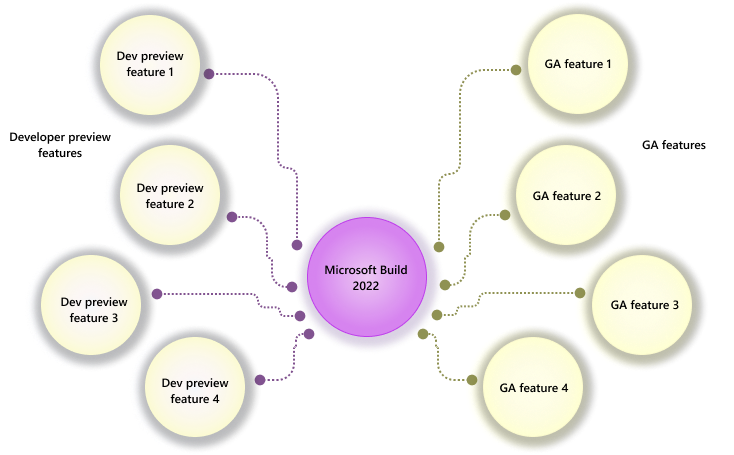 Dev preview
feature 1
GA feature 1
Developer preview
features
GA features
Dev preview
feature 2
GA feature 2
Microsoft Build
2022
Dev preview
feature 3
GA feature 3
Dev preview
feature 4
GA feature 4